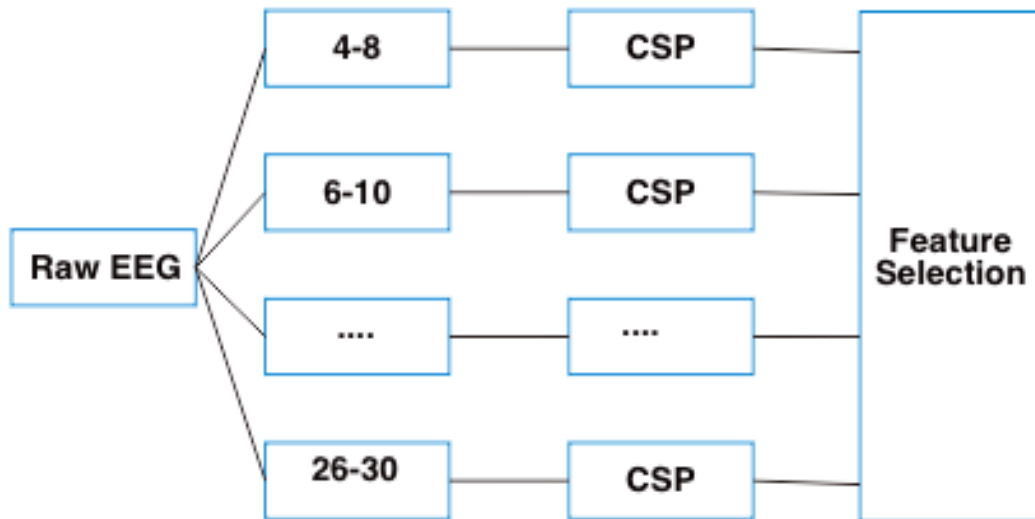 4-8
CSP
6-10
CSP
Raw EEG
Feature
Selection
....
....
26-30
CSP